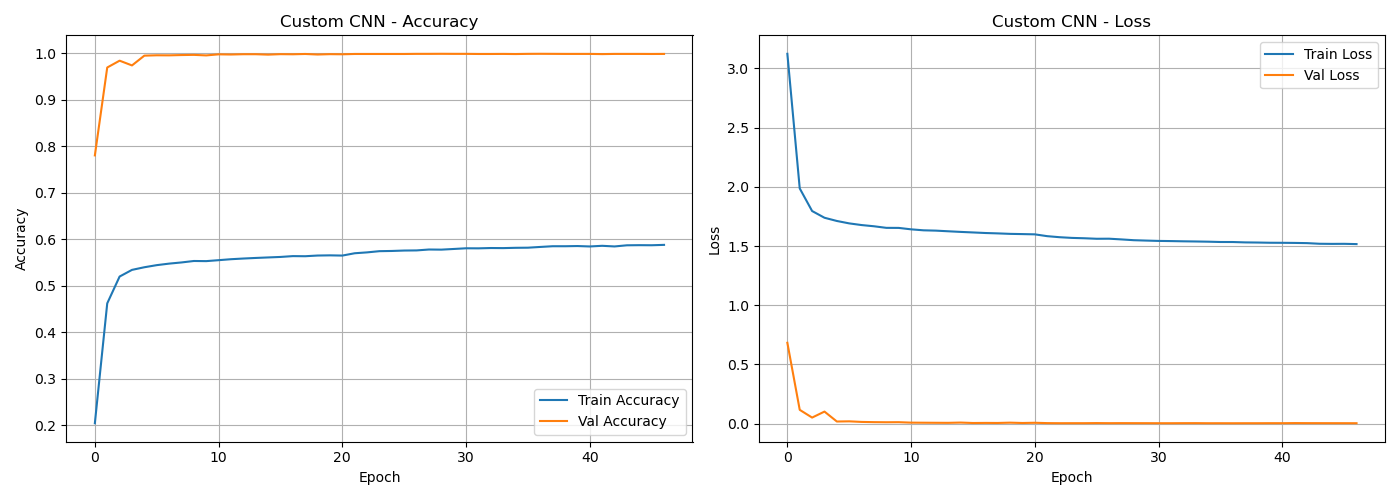 Custom CNN - Accuracy
1.0
0.9
0.8
0.7
0.6
0.5
0.4
0.3
0.2
Accuracy
0 10 20 30 40
Epoch
Train Accuracy
Val Accuracy
Custom CNN - Loss
3.0
2.5
2.0
1.5
1.0
0.5
0.0
Loss
0 10 20 30 40
Epoch
Train Loss
Val Loss